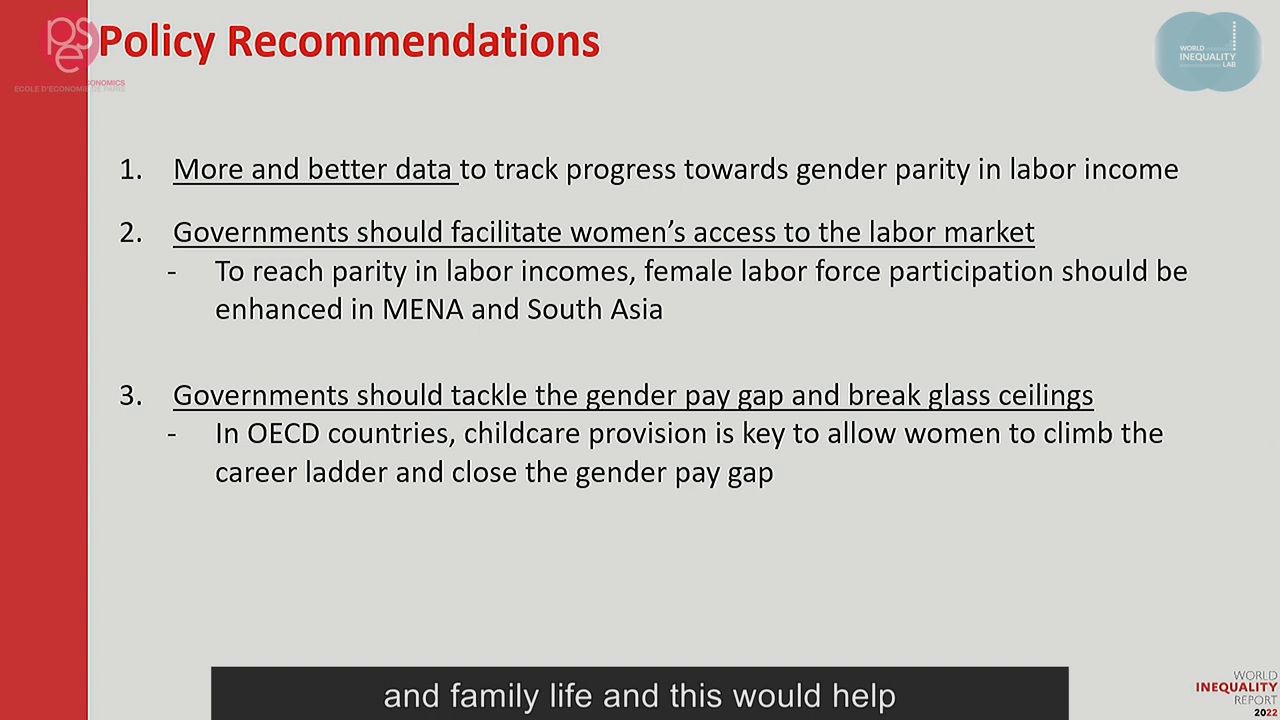 pse
Policy Recommendations
ECONOMICS
ECOLE D'ECONOMIE DE PARIS
WORLD
INEQUALITY
LAB
1. More and better data to track progress towards gender parity in labor income
2. Governments should facilitate women’s access to the labor market
- To reach parity in labor incomes, female labor force participation should be
enhanced in MENA and South Asia
3. Governments should tackle the gender pay gap and break glass ceilings
- In OECD countries, childcare provision is key to allow women to climb the
career ladder and close the gender pay gap
and family life and this would help
WORLD
INEQUALITY
REPORT
2022